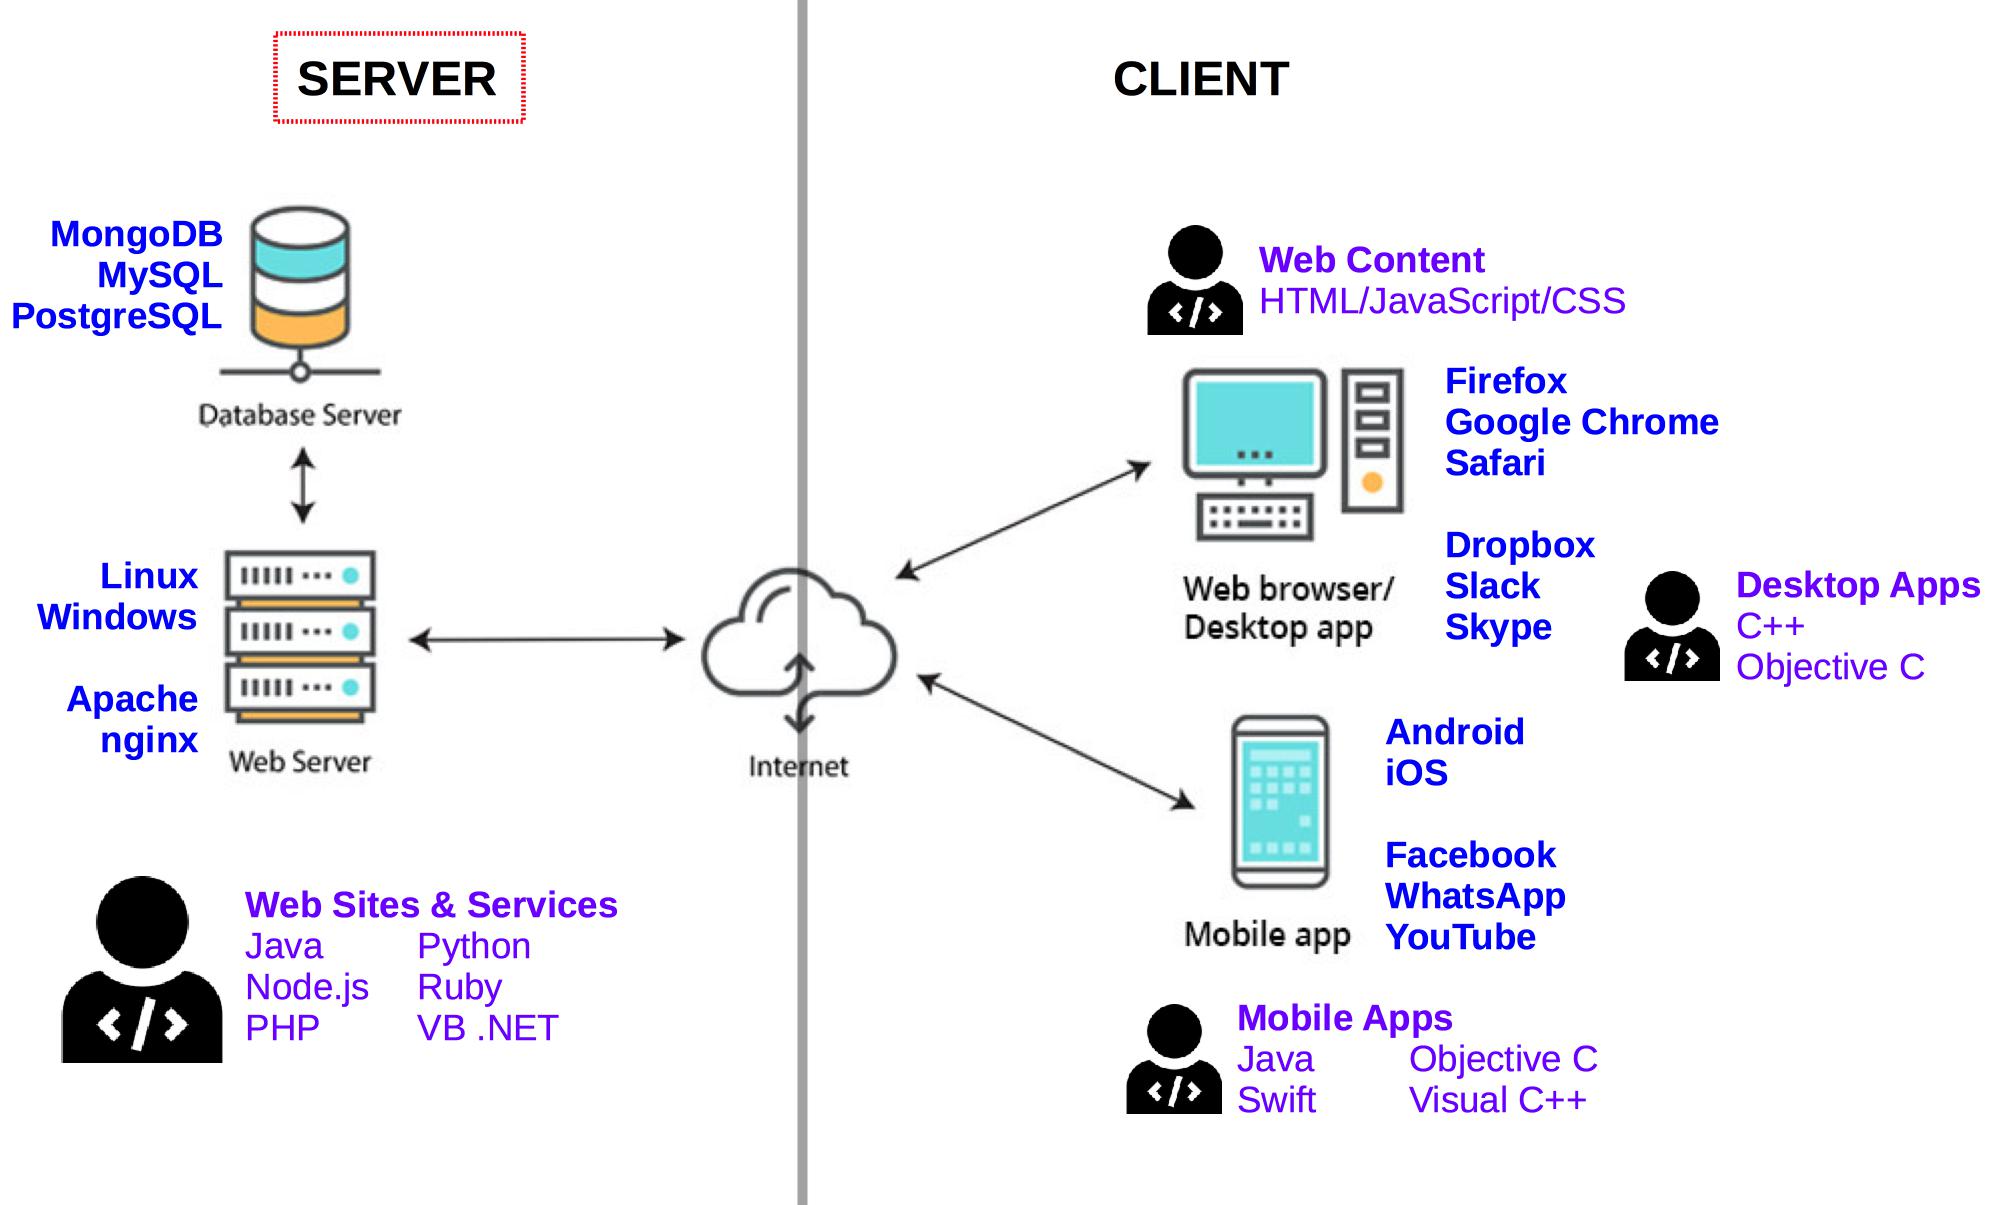 SERVER
CLIENT
MongoDB
MySQL
PostgreSQL
Database Server
Linux
Windows
Apache
nginx
Web Server
Web Sites & Services
Java Python
Node.js Ruby
PHP VB .NET
Internet
Web Content
HTML/JavaScript/CSS
</>
Firefox
Google Chrome
Safari
Dropbox
Slack
Skype
Web browser/
Desktop app
Desktop Apps
C++
Objective C
</>
Android
iOS
Facebook
WhatsApp
YouTube
Mobile app
Mobile Apps
Java Objective C
Swift Visual C++
</>
</>